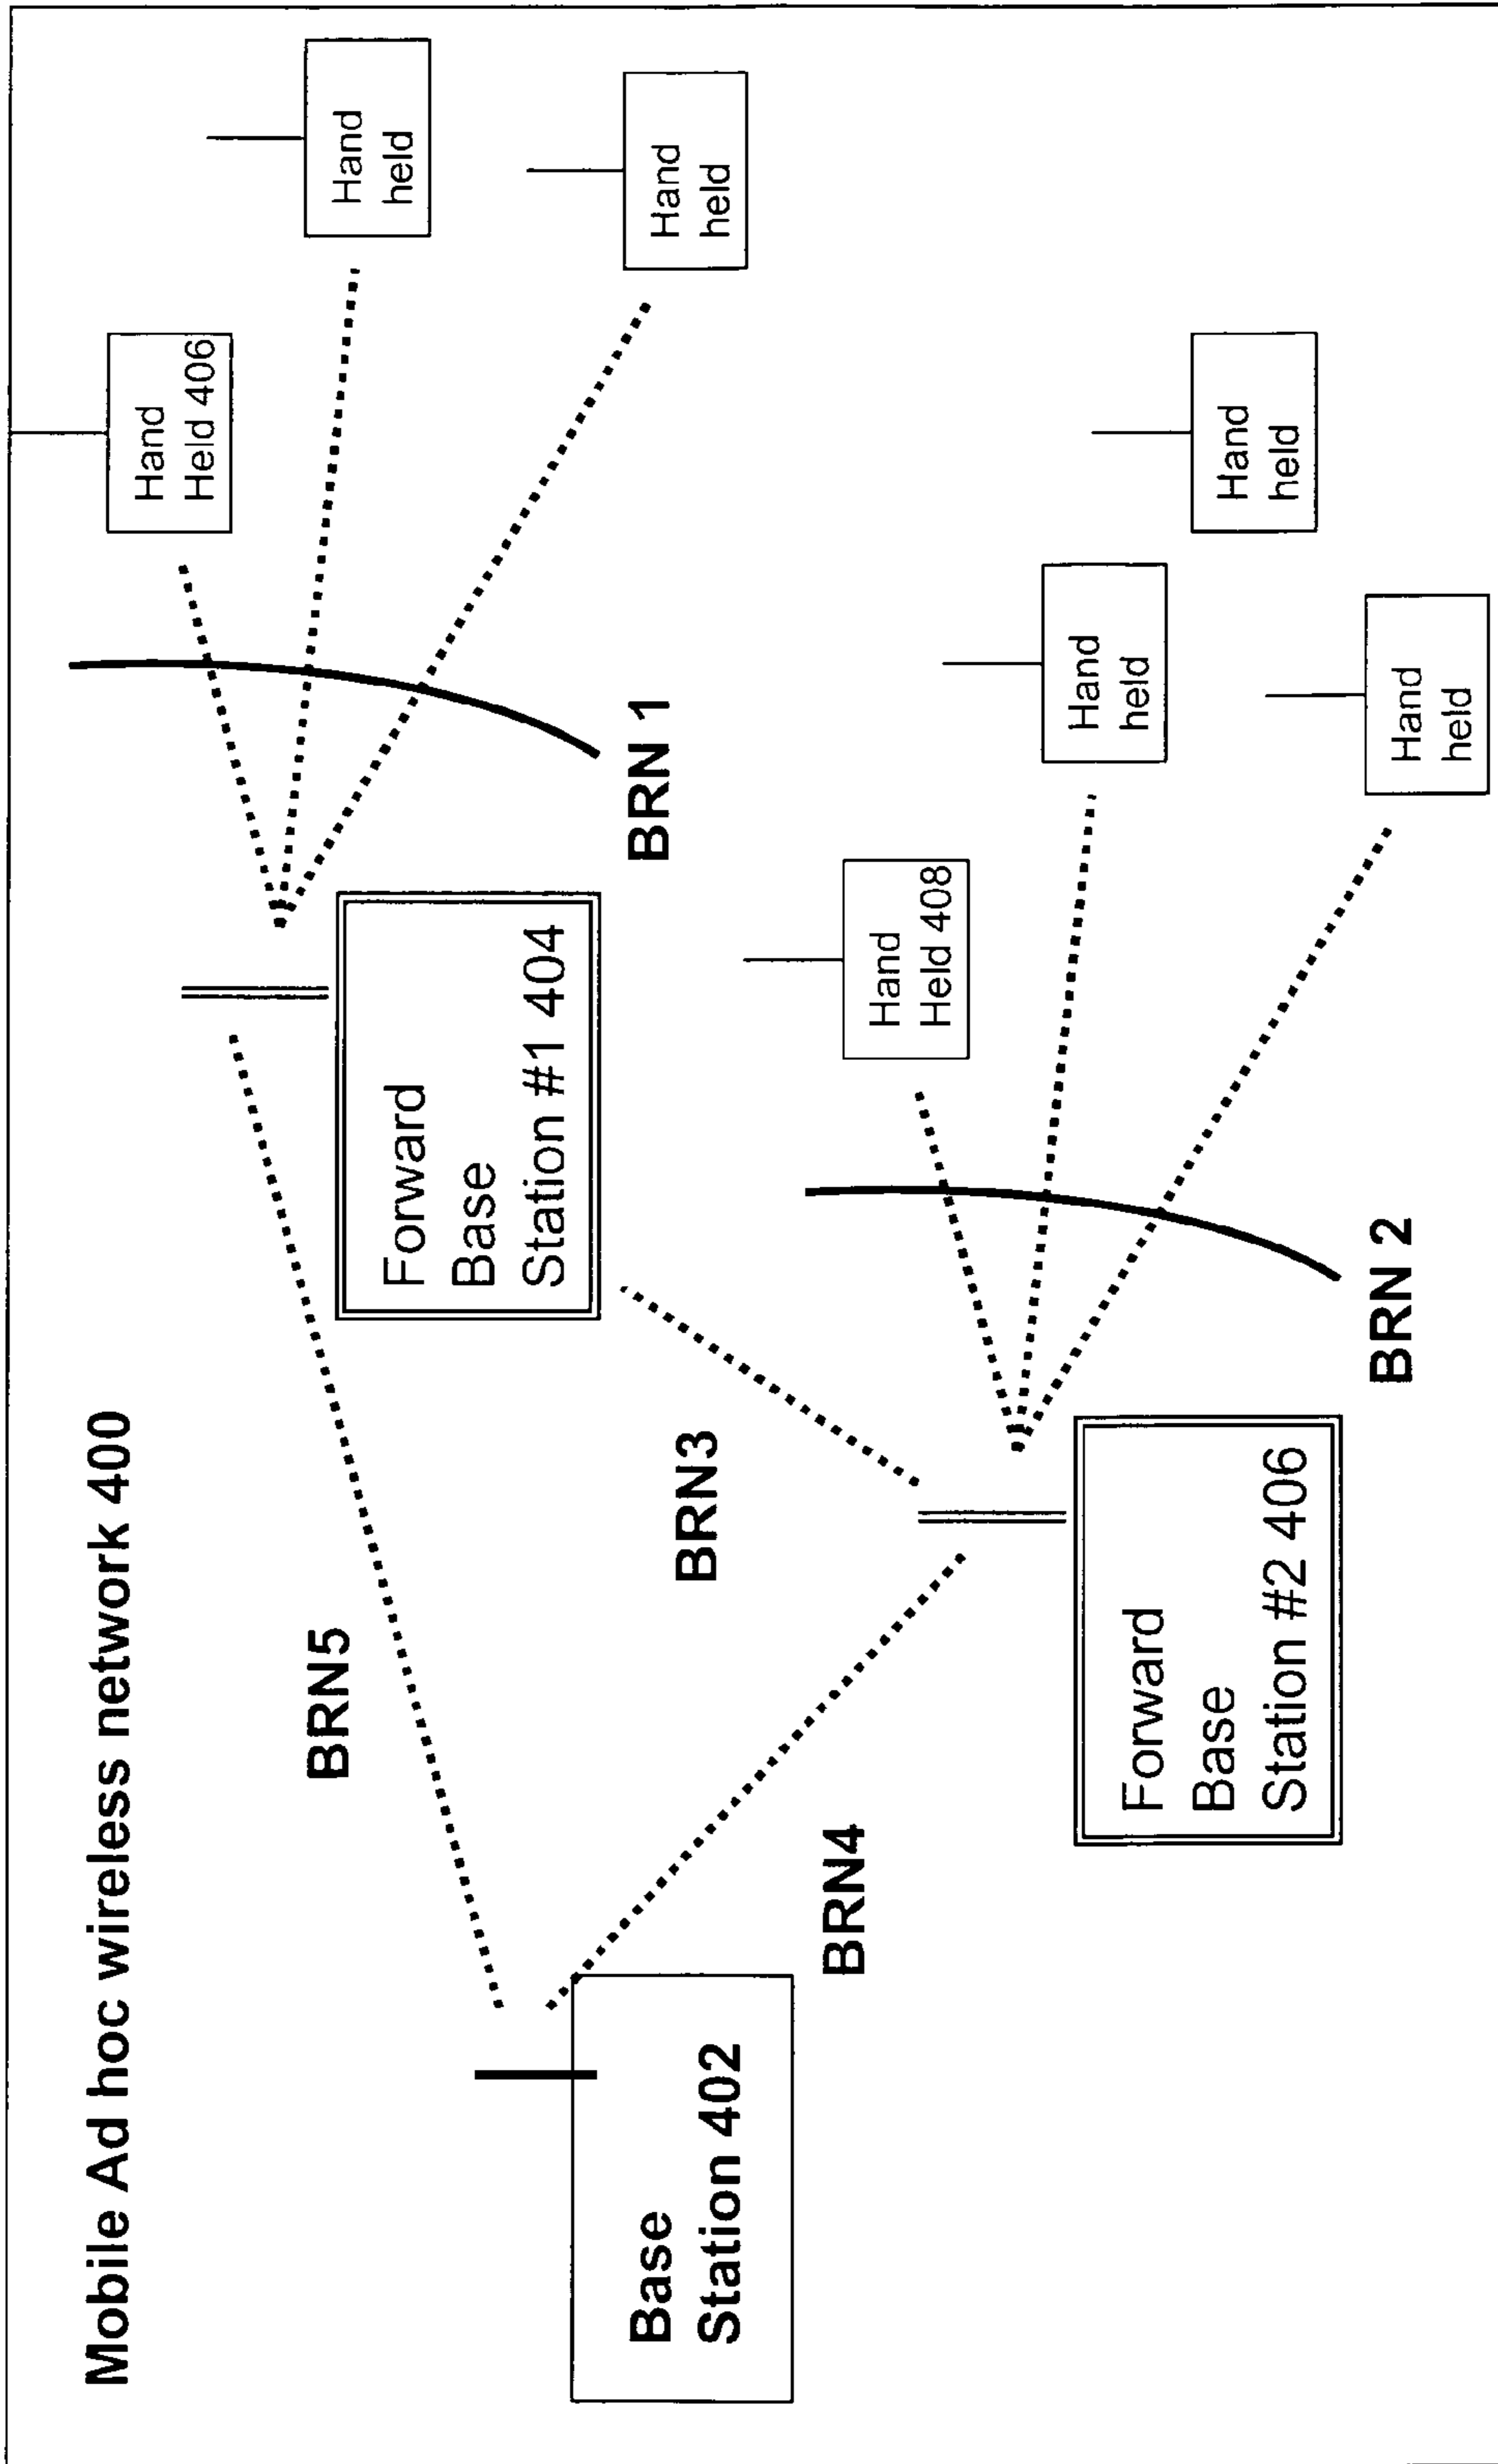 Mobile Ad hoc wireless network 400
Hand
Held 406
Hand
held
Hand
held
BRN5
Forward
Base
Station #1 404
BRN 1
BRN3
Base
Station 402
BRN4
Hand
Held 408
Hand
held
Hand
held
Hand
held
Forward
Base
Station #2 406
BRN 2